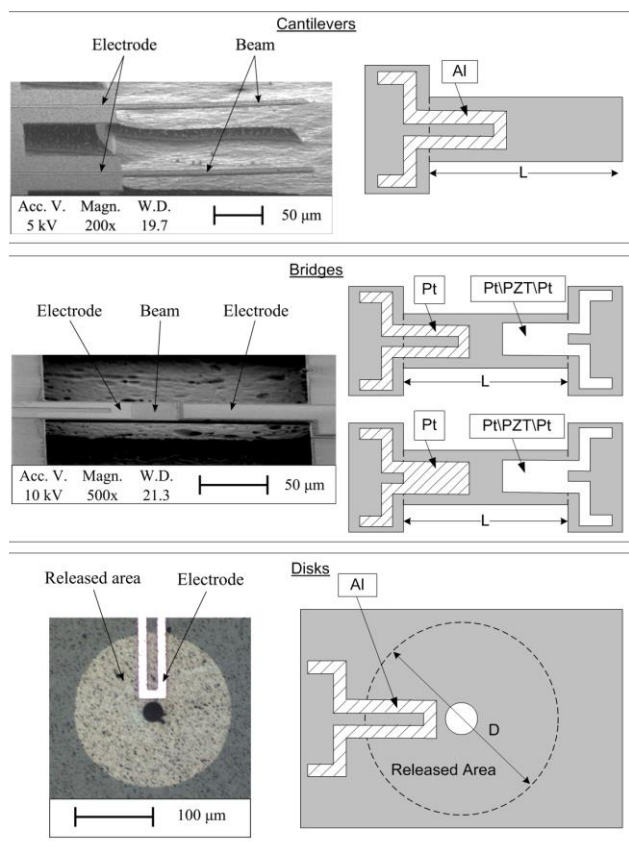 Cantilevers
Electrode
Beam
Acc. V. Magn. W.D.
5 kV 200x 19.7
50 μm
Al
L
Bridges
Electrode
Beam
Electrode
Acc. V. Magn. W.D.
10 kV 500x 21.3
50 μm
Pt
Pt\PZT\Pt
L
Pt
Pt\PZT\Pt
L
Disks
Released area
Electrode
100 μm
Al
D
Released Area